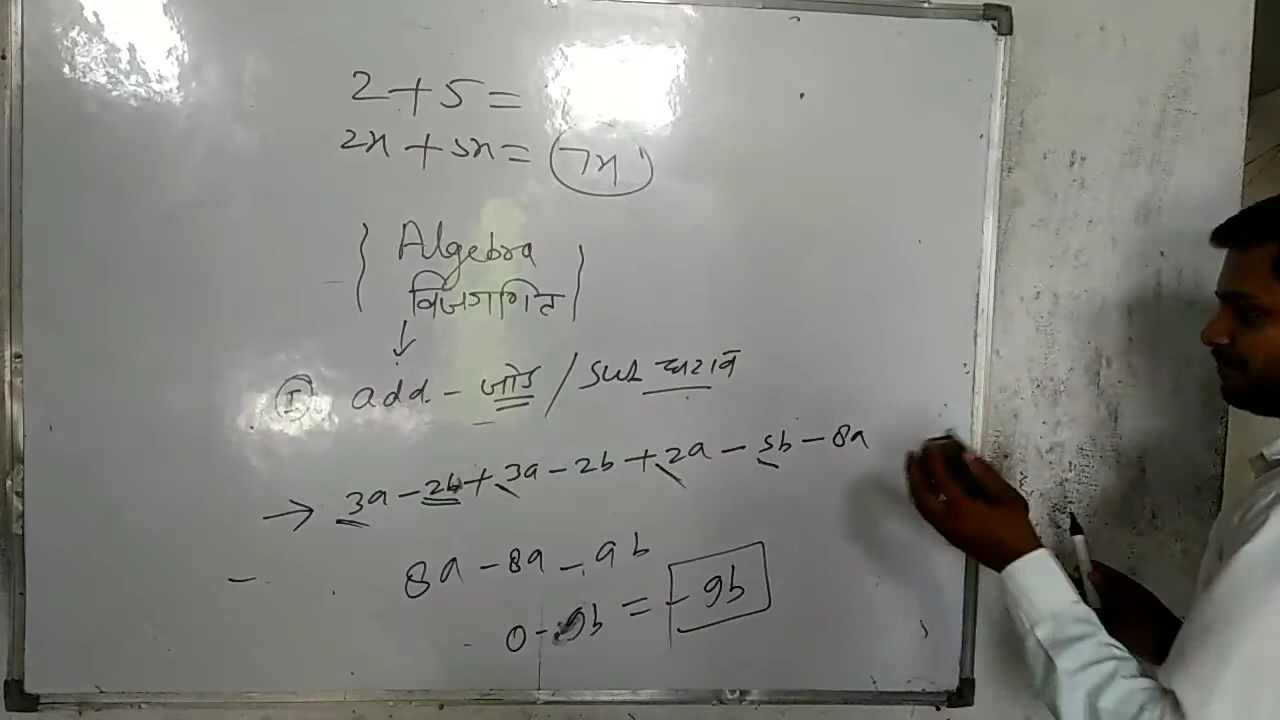 2+5=
2x+5x=7x
Algebra
विजगणित
I add - जोड / Sub घटाव
→ 3a-2b+3a-2b+2a-5b-8a
8a-8a-9b
0-9b=-9b